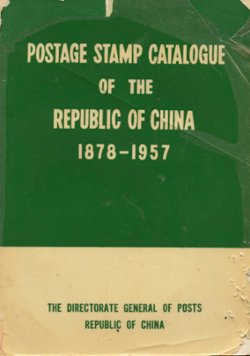 POSTAGE STAMP CATALOGUE
OF THE
REPUBLIC OF CHINA
1878-1957
THE DIRECTORATE GENERAL OF POSTS
REPUBLIC OF CHINA